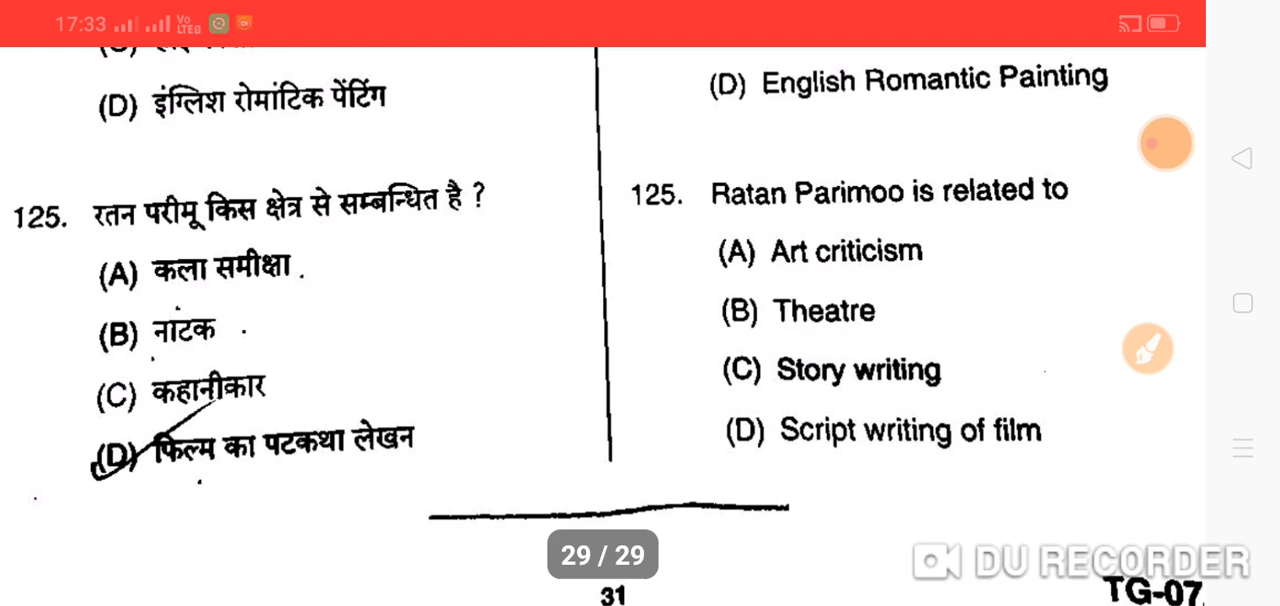 17:33
Vo
LTE
(D) इंग्लिश रोमांटिक पेंटिंग
125. रतन परीमू किस क्षेत्र से सम्बन्धित है ?
(A) कला समीक्षा
(B) नाटक
(C) कहानीकार
(D) फिल्म का पटकथा लेखन
(D) English Romantic Painting
125. Ratan Parimoo is related to
(A) Art criticism
(B) Theatre
(C) Story writing
(D) Script writing of film
29 / 29
31
DU RECORDER
TG-07